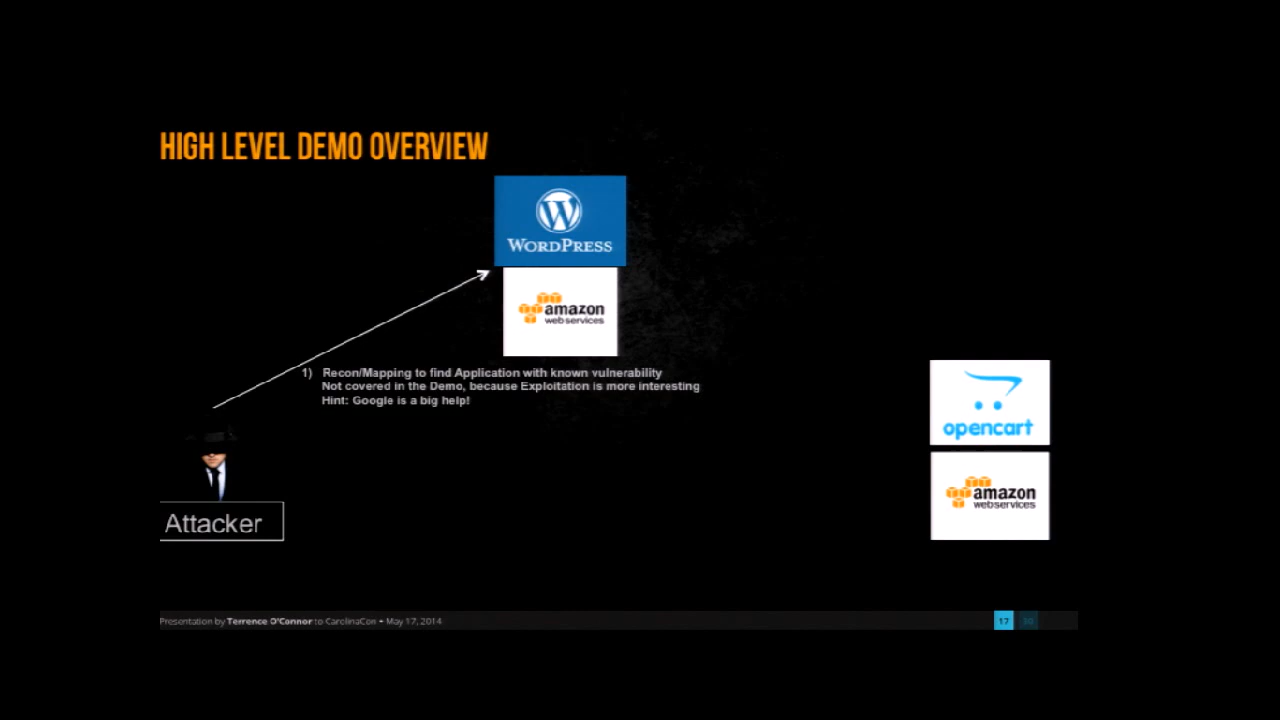 HIGH LEVEL DEMO OVERVIEW
WORDPRESS
amazon
webservices
1) Recon/Mapping to find Application with known vulnerability
Not covered in the Demo, because Exploitation is more interesting
Hint: Google is a big help!
opencart
amazon
webservices
Attacker
Presentation by Terrence O'Connor to CarolinaCon • May 17, 2014
17 30